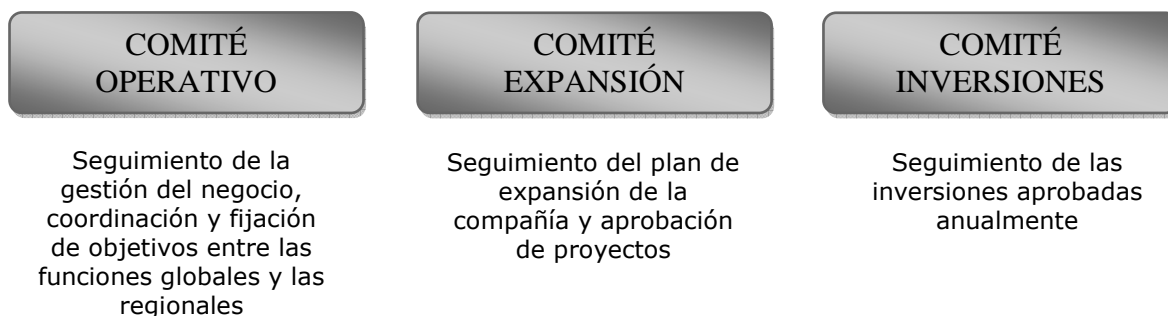 COMITÉ
OPERATIVO
Seguimiento de la
gestión del negocio,
coordinación y fijación
de objetivos entre las
funciones globales y las
regionales
COMITÉ
EXPANSIÓN
Seguimiento del plan de
expansión de la
compañía y aprobación
de proyectos
COMITÉ
INVERSIONES
Seguimiento de las
inversiones aprobadas
anualmente